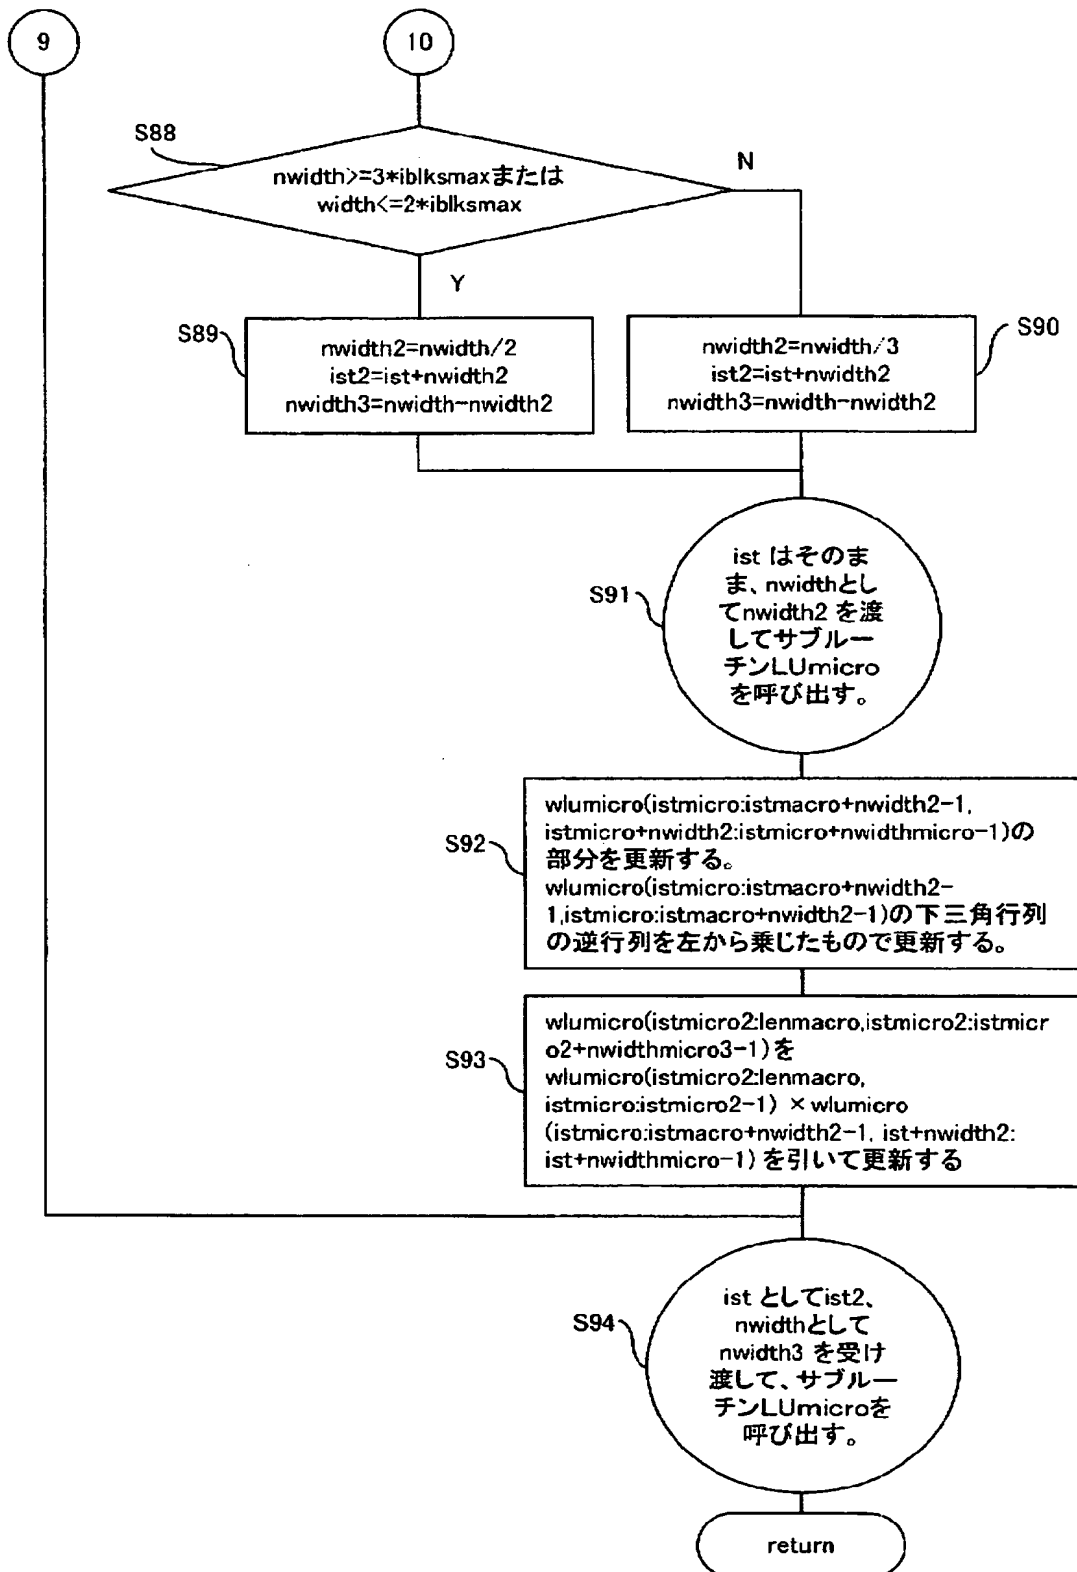 9
10
S88
nwidth>=3*iblksmaxまたは
width<=2*iblksmax
N
Y
S89
nwidth2=nwidth/2
ist2=ist+nwidth2
nwidth3=nwidth-nwidth2
S90
nwidth2=nwidth/3
ist2=ist+nwidth2
nwidth3=nwidth-nwidth2
S91
ist はそのま
ま、nwidthとし
てnwidth2 を渡
してサブルー
チンLUmicro
を呼び出す。
S92
wlumicro(istmicro:istmacro+nwidth2-1,
istmicro+nwidth2:istmicro+nwidthmicro-1)の
部分を更新する。
wlumicro(istmicro:istmacro+nwidth2-
1,istmicro:istmacro+nwidth2-1)の下三角行列
の逆行列を左から乗じたもので更新する。
S93
wlumicro(istmicro2:lenmacro,istmicro2:istmicr
o2+nwidthmicro3-1)を
wlumicro(istmicro2:lenmacro,
istmicro:istmicro2-1) ×wlumicro
(istmicro:istmacro+nwidth2-1, ist+nwidth2:
ist+nwidthmicro-1) を引いて更新する
S94
ist としてist2、
nwidthとして
nwidth3 を受け
渡して、サブルー
チンLUmicroを
呼び出す。
return